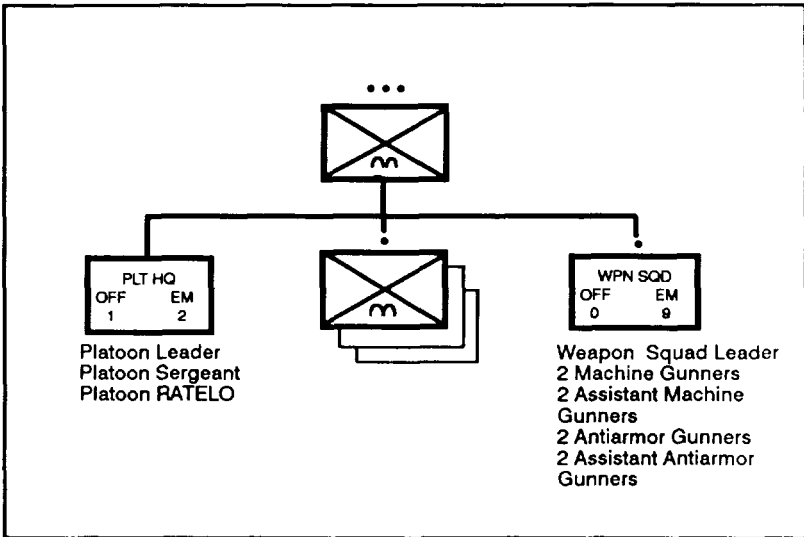 PLT HQ
OFF EM
1 2
Platoon Leader
Platoon Sergeant
Platoon RATELO
WPN SQD
OFF EM
0 9
Weapon Squad Leader
2 Machine Gunners
2 Assistant Machine
Gunners
2 Antiarmor Gunners
2 Assistant Antiarmor
Gunners